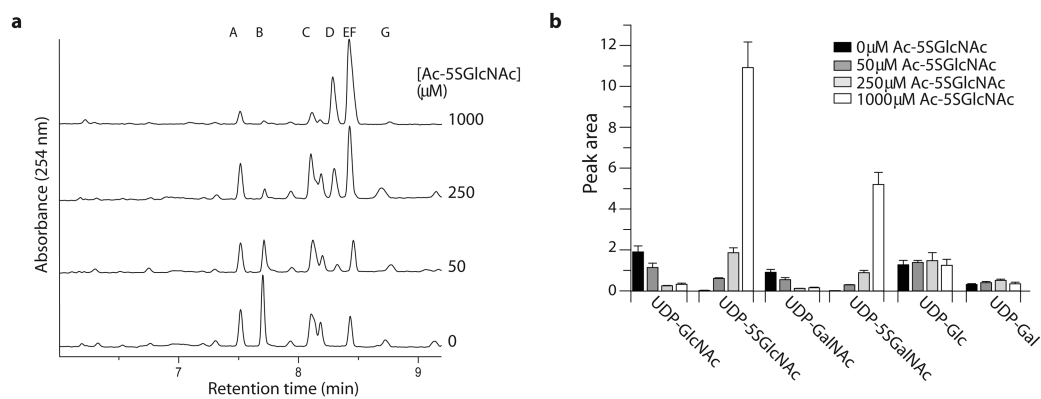 a
A B C D EF G
[Ac-5SGlcNAc]
(μM)
1000
250
50
0
Absorbance (254 nm)
7 8 9
Retention time (min)
b
0μM Ac-5SGlcNAc
50μM Ac-5SGlcNAc
250μM Ac-5SGlcNAc
1000μM Ac-5SGlcNAc
Peak area
12
10
8
6
4
2
0
UDP-GlcNAc
UDP-5SGlcNAc
UDP-GalNAc
UDP-5SGalNAc
UDP-Glc
UDP-Gal